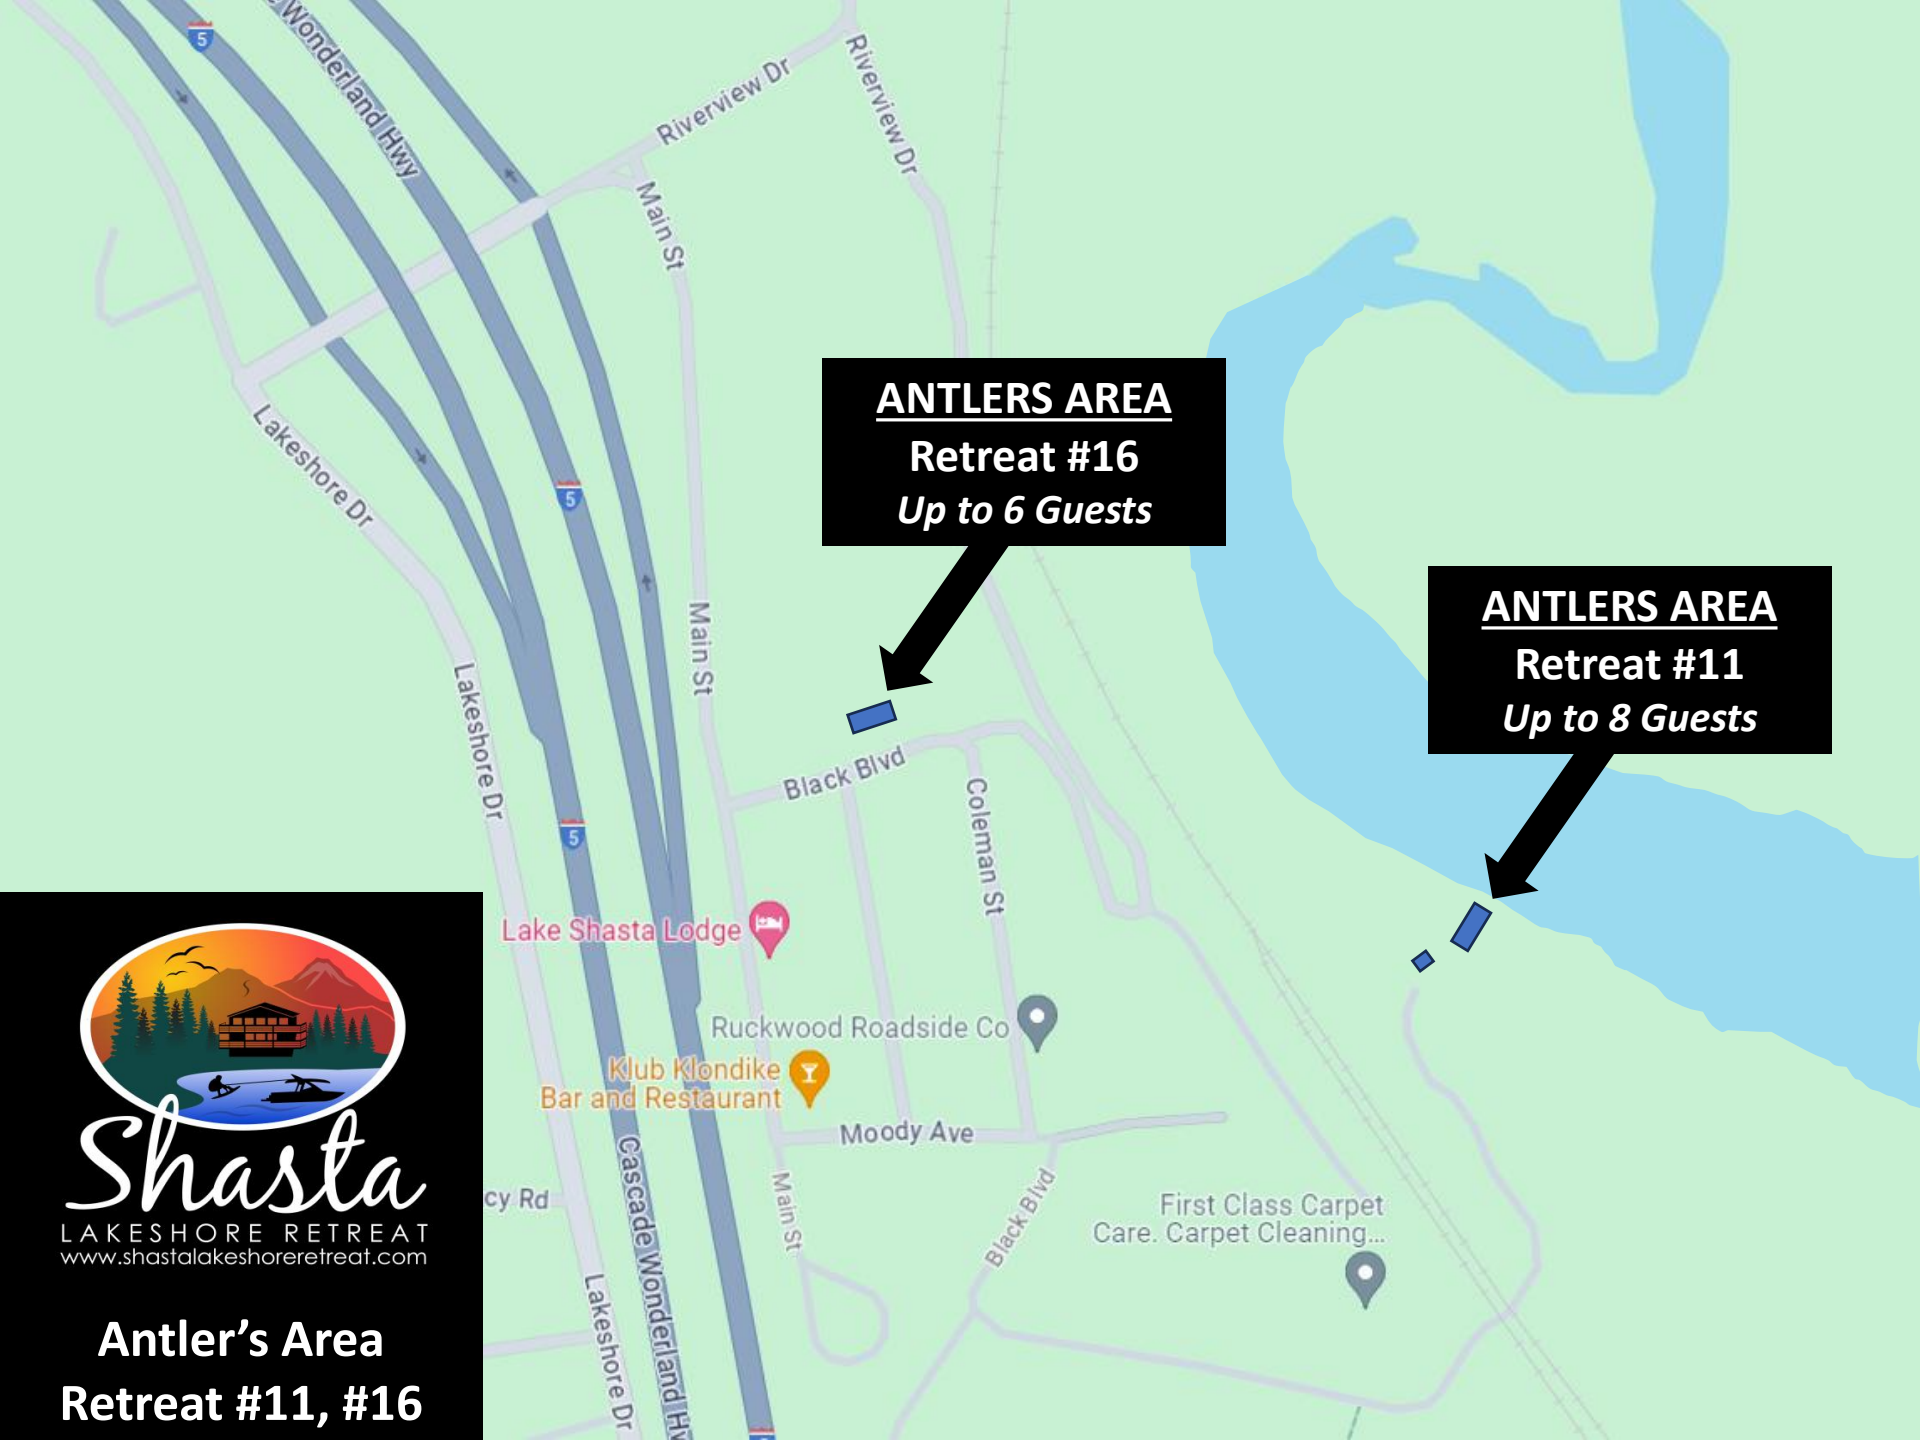 5
Wonderland Hwy
Riverview Dr
Riverview Dr
Main St
Lakeshore Dr
5
ANTLERS AREA
Retreat #16
Up to 6 Guests
ANTLERS AREA
Retreat #11
Up to 8 Guests
Main St
Lakeshore Dr
Black Blvd
Coleman St
5
Lake Shasta Lodge
Ruckwood Roadside Co
Klub Klondike
Bar and Restaurant
Moody Ave
Main St
Black Blvd
cy Rd
Cascade Wonderland Hw
Lakeshore Dr
First Class Carpet
Care. Carpet Cleaning...
Shasta
LAKESHORE RETREAT
www.shastalakeshoreretreat.com
Antler’s Area
Retreat #11, #16